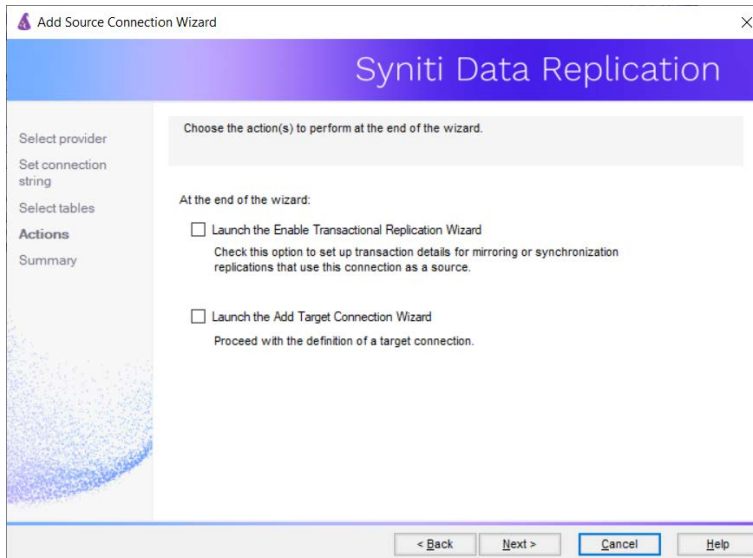 Add Source Connection Wizard
Syniti Data Replication
Select provider
Set connection
string
Select tables
Actions
Summary
Choose the action(s) to perform at the end of the wizard.
At the end of the wizard:
Launch the Enable Transactional Replication Wizard
Check this option to set up transaction details for mirroring or synchronization
replications that use this connection as a source.
Launch the Add Target Connection Wizard
Proceed with the definition of a target connection.
< Back Next > Cancel Help